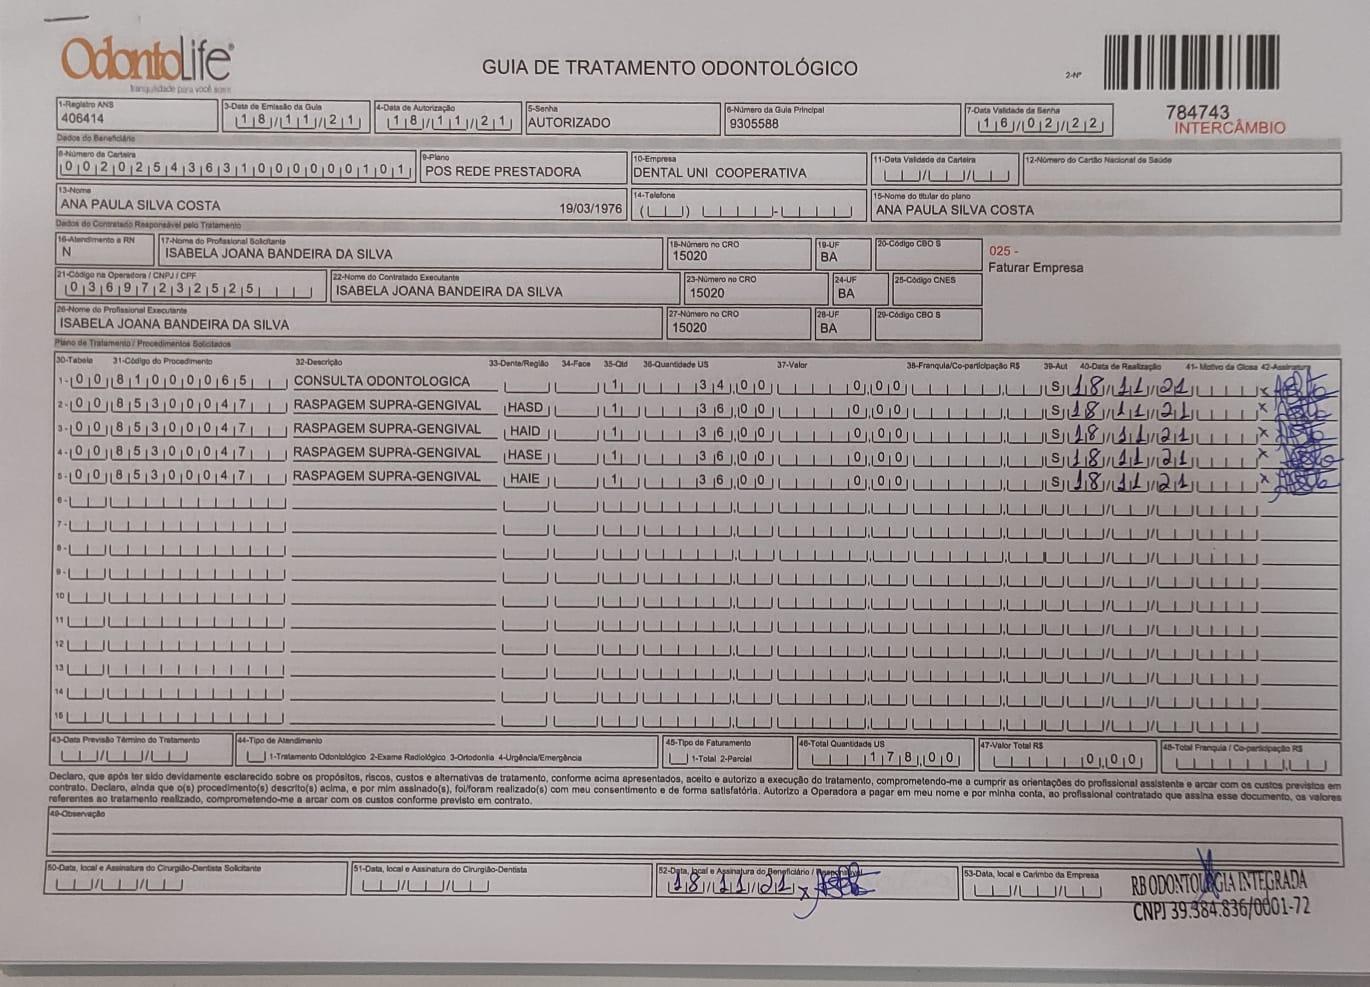 OdontoLife
tranquilidade para você sorrir
GUIA DE TRATAMENTO ODONTOLÓGICO
2-Nº
784743
INTERCÂMBIO
1-Registro ANS 3-Data de Emissão da Guia 4-Data de Autorização 5-Senha 6-Número da Guia Principal 7-Data Validade da Senha
406414 18/11/21 18/11/21 AUTORIZADO 9305588 16/02/22
Dados do Beneficiário
8-Número da Carteira 9-Plano 10-Empresa 11-Data Validade da Carteira 12-Número do Cartão Nacional de Saúde
00202543631000000101 POS REDE PRESTADORA DENTAL UNI COOPERATIVA
13-Nome 14-Telefone 15-Nome do titular do plano
ANA PAULA SILVA COSTA 19/03/1976 ANA PAULA SILVA COSTA
Dados do Contratado Responsável pelo Tratamento
16-Atendimento a RN 17-Nome do Profissional Solicitante 18-Número no CRO 19-UF 20-Código CBO S
N ISABELA JOANA BANDEIRA DA SILVA 15020 BA
025 -
Faturar Empresa
21-Código na Operadora / CNPJ / CPF 22-Nome do Contratado Executante 23-Número no CRO 24-UF 25-Código CNES
03697232525 ISABELA JOANA BANDEIRA DA SILVA 15020 BA
26-Nome do Profissional Executante 27-Número no CRO 28-UF 29-Código CBO S
ISABELA JOANA BANDEIRA DA SILVA 15020 BA
Plano de Tratamento / Procedimentos Solicitados
30-Tabela 31-Código do Procedimento 32-Descrição 33-Dente/Região 34-Face 35-Qtd 36-Quantidade US 37-Valor 38-Franquia/Co-participação R$ 39-Aut 40-Data de Realização 41- Motivo da Glosa 42-Assinatura
1- 00 81000065 CONSULTA ODONTOLOGICA 1 34,00 0,00 S 18/11/21 x
2- 00 85300047 RASPAGEM SUPRA-GENGIVAL HASD 1 36,00 0,00 S 18/11/21 x
3- 00 85300047 RASPAGEM SUPRA-GENGIVAL HAID 1 36,00 0,00 S 18/11/21 x
4- 00 85300047 RASPAGEM SUPRA-GENGIVAL HASE 1 36,00 0,00 S 18/11/21 x
5- 00 85300047 RASPAGEM SUPRA-GENGIVAL HAIE 1 36,00 0,00 S 18/11/21 x
6-
7-
8-
9-
10
11
12
13
14
15
43-Data Previsão Término do Tratamento 44-Tipo de Atendimento 45-Tipo de Faturamento 46-Total Quantidade US 47-Valor Total R$ 48-Total Franquia / Co-participação R$
1-Tratamento Odontológico 2-Exame Radiológico 3-Ortodontia 4-Urgência/Emergência 1-Total 2-Parcial 178,00 0,00
Declaro, que após ter sido devidamente esclarecido sobre os propósitos, riscos, custos e alternativas de tratamento, conforme acima apresentados, aceito e autorizo a execução do tratamento, comprometendo-me a cumprir as orientações do profissional assistente e arcar com os custos previstos em
contrato. Declaro, ainda que o(s) procedimento(s) descrito(s) acima, e por mim assinado(s), foi/foram realizado(s) com meu consentimento e de forma satisfatória. Autorizo a Operadora a pagar em meu nome e por minha conta, ao profissional contratado que assina esse documento, os valores
referentes ao tratamento realizado, comprometendo-me a arcar com os custos conforme previsto em contrato.
49-Observação
50-Data, local e Assinatura do Cirurgião-Dentista Solicitante 51-Data, local e Assinatura do Cirurgião-Dentista 52-Data, local e Assinatura do Beneficiário / 53-Data, local e Carimbo da Empresa
18/11/21 x
RB ODONTOLOGIA INTEGRADA
CNPJ 39.384.836/0001-72